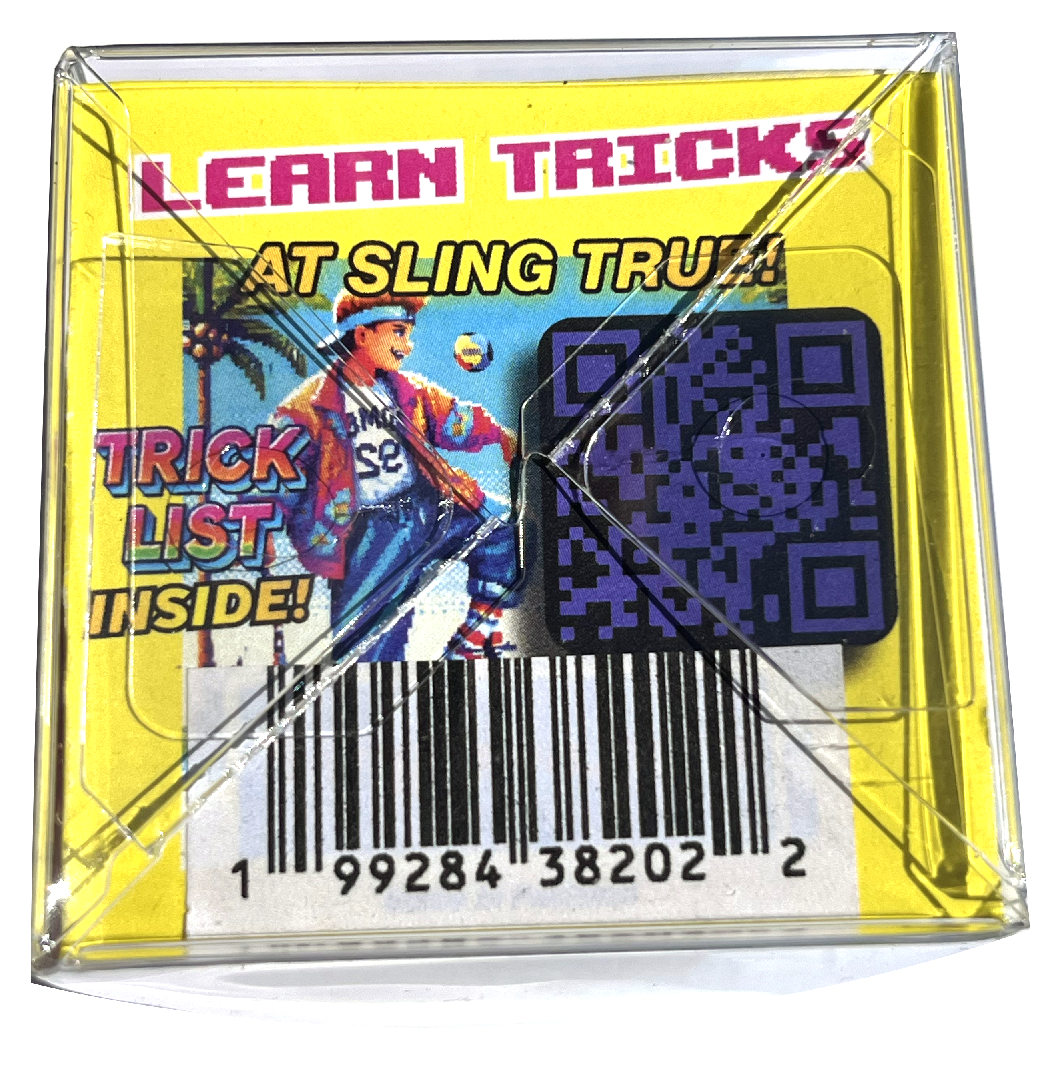 LEARN TRICKS
AT SLING TRUE!
TRICK
LIST
INSIDE!
1 99284 38202 2